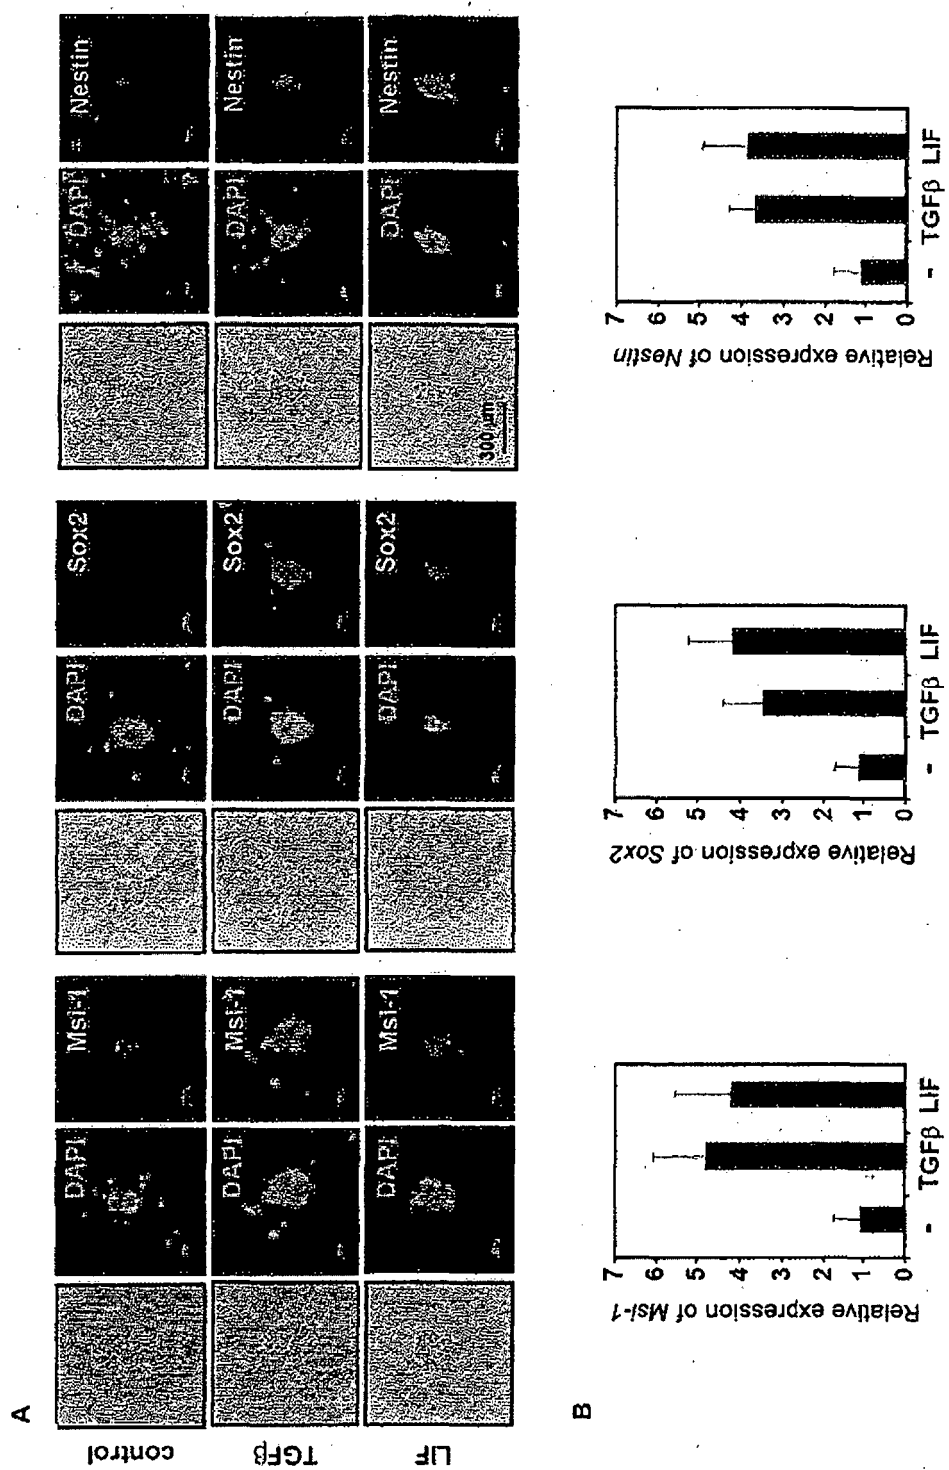 A
control
DAPI
Msi-1
DAPI
Sox2
DAPI
Nestin
TGFβ
DAPI
Msi-1
DAPI
Sox2
DAPI
Nestin
LIF
DAPI
Msi-1
DAPI
Sox2
300 μm
DAPI
Nestin
B
Relative expression of Msi-1
7
6
5
4
3
2
1
0
- TGFβ LIF
Relative expression of Sox2
7
6
5
4
3
2
1
0
- TGFβ LIF
Relative expression of Nestin
7
6
5
4
3
2
1
0
- TGFβ LIF